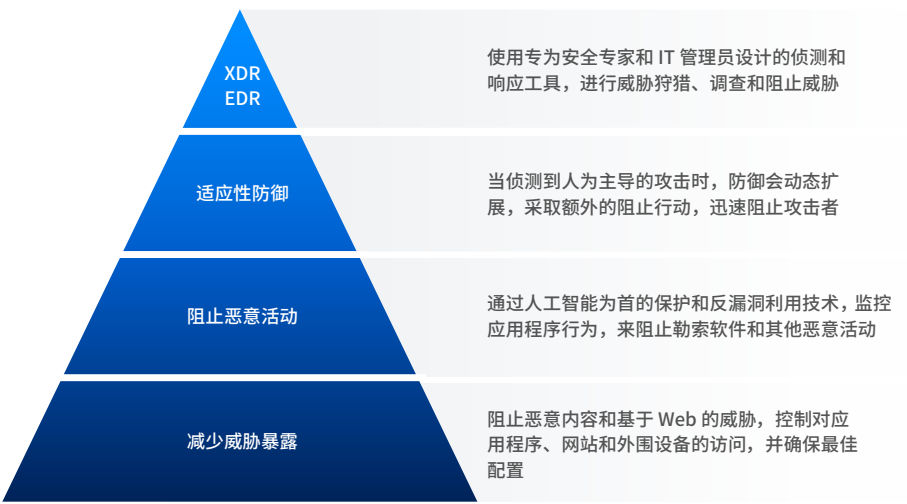 XDR
EDR
使用专为安全专家和 IT 管理员设计的侦测和
响应工具，进行威胁狩猎、调查和阻止威胁
适应性防御
当侦测到人为主导的攻击时，防御会动态扩
展，采取额外的阻止行动，迅速阻止攻击者
阻止恶意活动
通过人工智能为首的保护和反漏洞利用技术，监控
应用程序行为，来阻止勒索软件和其他恶意活动
减少威胁暴露
阻止恶意内容和基于 Web 的威胁，控制对应
用程序、网站和外围设备的访问，并确保最佳
配置